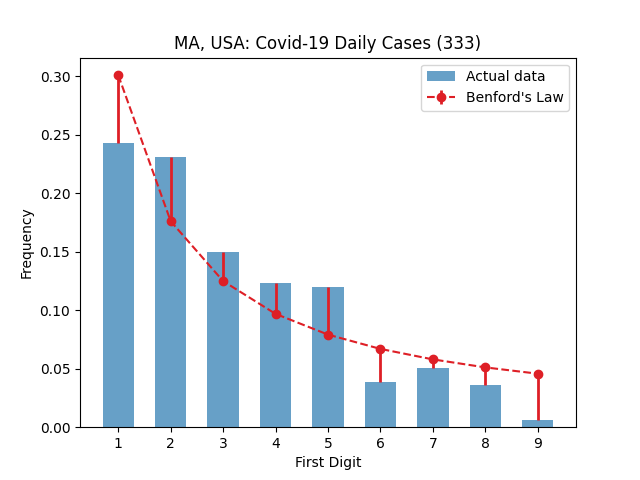 MA, USA: Covid-19 Daily Cases (333)
Actual data
Benford's Law
0.30
0.25
0.20
0.15
0.10
0.05
0.00
Frequency
1 2 3 4 5 6 7 8 9
First Digit